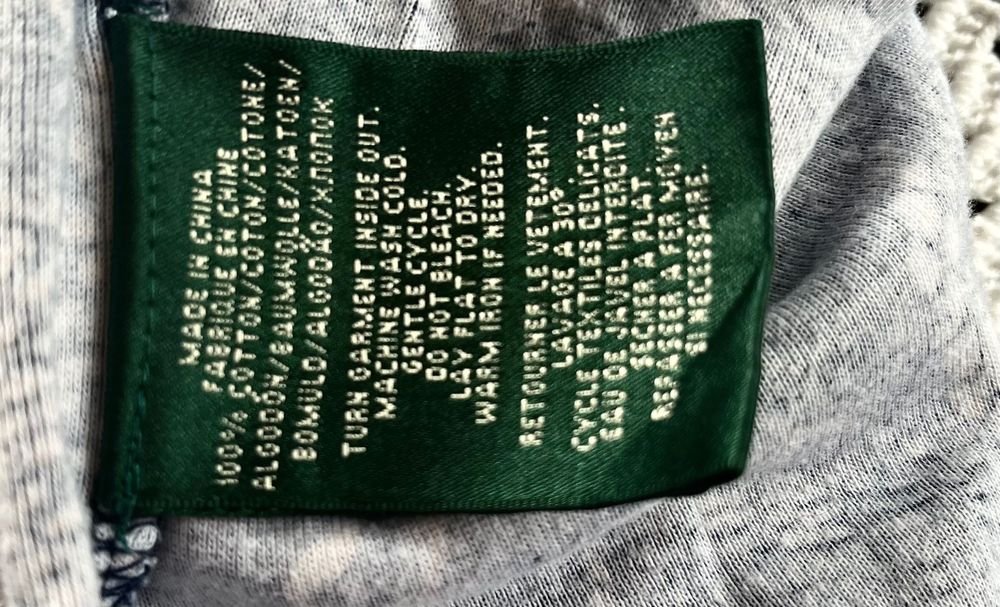 MADE IN CHINA
FABRIQUE EN CHINE
100% COTTON/COTON/COTONE/
ALGODÓN/BAUMWOLLE/KATOEN/
BOMULD/ALGODÃO/ХЛОПОК
TURN GARMENT INSIDE OUT.
MACHINE WASH COLD.
GENTLE CYCLE.
DO NOT BLEACH.
LAY FLAT TO DRY.
WARM IRON IF NEEDED.
RETOURNER LE VETEMENT.
LAVAGE A 30°.
CYCLE TEXTILES DELICATS.
EAU DE JAVEL INTERDITE.
SECHER A PLAT.
REPASSER A FER MOYEN
SI NECESSAIRE.